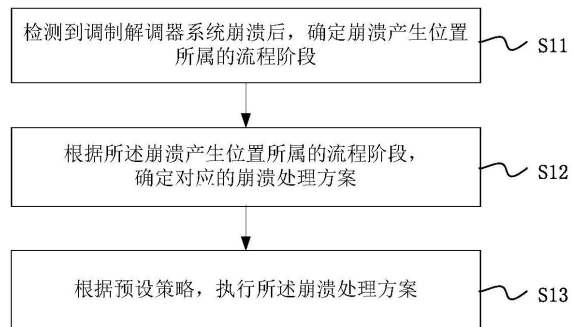 检测到调制解调器系统崩溃后，确定崩溃产生位置
所属的流程阶段
S11
根据所述崩溃产生位置所属的流程阶段，
确定对应的崩溃处理方案
S12
根据预设策略，执行所述崩溃处理方案
S13